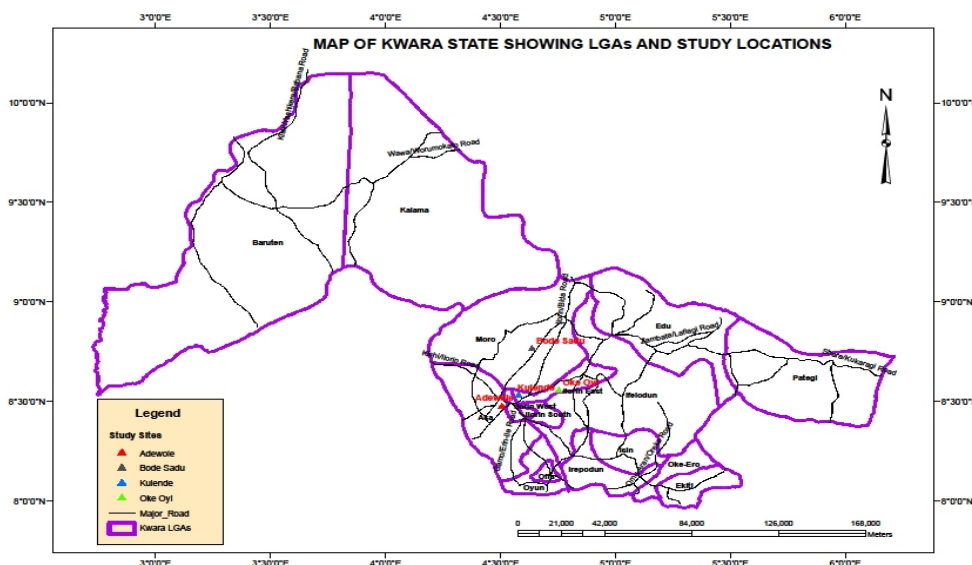 3°0'0"E 3°30'0"E 4°0'0"E 4°30'0"E 5°0'0"E 5°30'0"E 6°0'0"E
MAP OF KWARA STATE SHOWING LGAs AND STUDY LOCATIONS
N
10°0'0"N 10°0'0"N
Wawa/Worumokato Road
9°30'0"N 9°30'0"N
Kaiama
Baruten
9°0'0"N 9°0'0"N
Edu
Moro
Bode Sadu
Pategi
Kulende
Oke Oyi
Ilorin East
Ifelodun
Adewole
8°30'0"N 8°30'0"N
Ilorin South
Isin
Irepodun
Oke-Ero
Oyun
Ekiti
8°0'0"N 8°0'0"N
Legend
Study Sites
Adewole
Bode Sadu
Kulende
Oke Oyi
Major_Road
Kwara LGAs
0 21,000 42,000 84,000 126,000 168,000
Meters
3°0'0"E 3°30'0"E 4°0'0"E 4°30'0"E 5°0'0"E 5°30'0"E 6°0'0"E